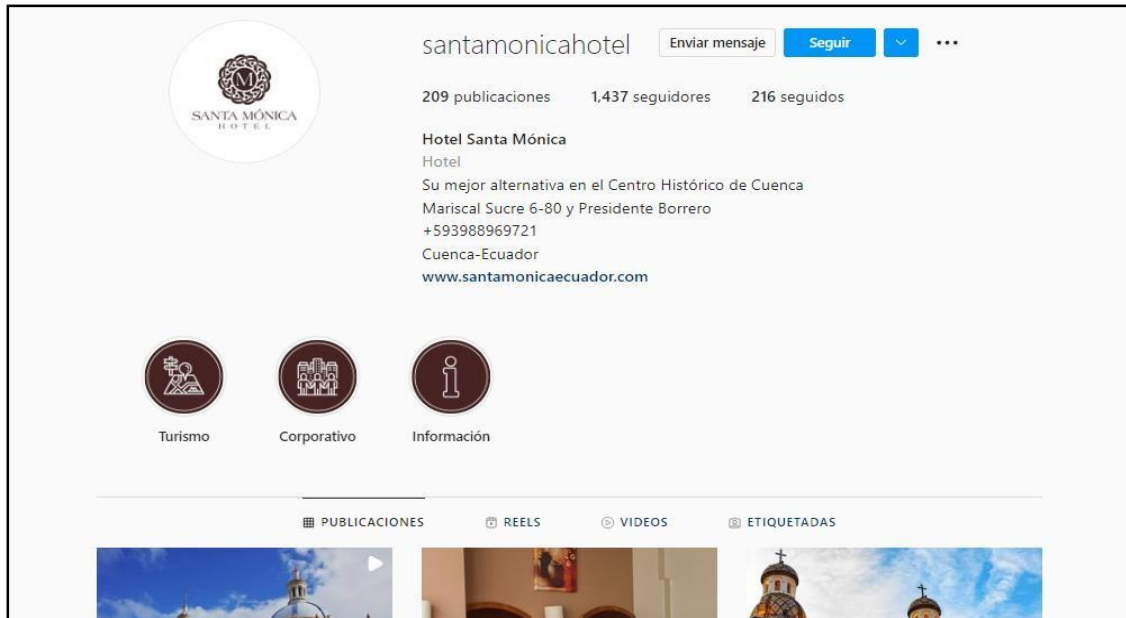 santamonicahotel Enviar mensaje Seguir
209 publicaciones 1,437 seguidores 216 seguidos
M
SANTA MÓNICA
HOTEL
Hotel Santa Mónica
Hotel
Su mejor alternativa en el Centro Histórico de Cuenca
Mariscal Sucre 6-80 y Presidente Borrero
+593988969721
Cuenca-Ecuador
www.santamonicaecuador.com
Turismo Corporativo Información
PUBLICACIONES REELS VIDEOS ETIQUETADAS